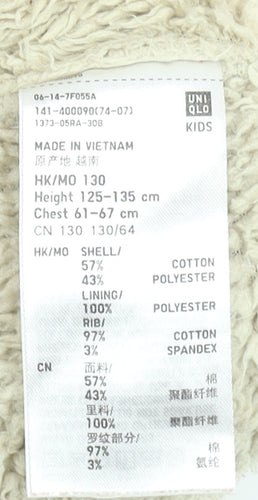 06-14-7F055A
141-400090(74-07)
1373-05RA-30B
UNI
QLO
KIDS
MADE IN VIETNAM
原产地 越南
HK/MO 130
Height 125-135 cm
Chest 61-67 cm
CN 130 130/64
HK/MO SHELL/
57% COTTON
43% POLYESTER
LINING/
100% POLYESTER
RIB/
97% COTTON
3% SPANDEX
CN 面料/
57% 棉
43% 聚酯纤维
里料/
100% 聚酯纤维
罗纹部分/
97% 棉
3% 氨纶